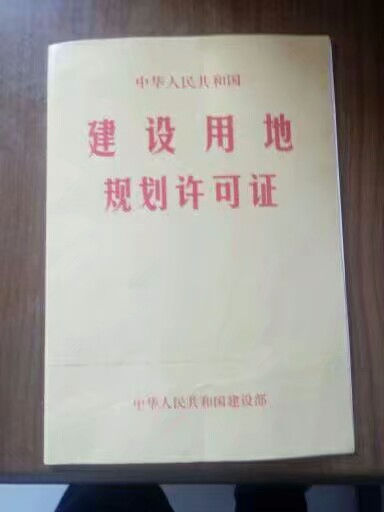 中华人民共和国
建设用地
规划许可证
中华人民共和国建设部